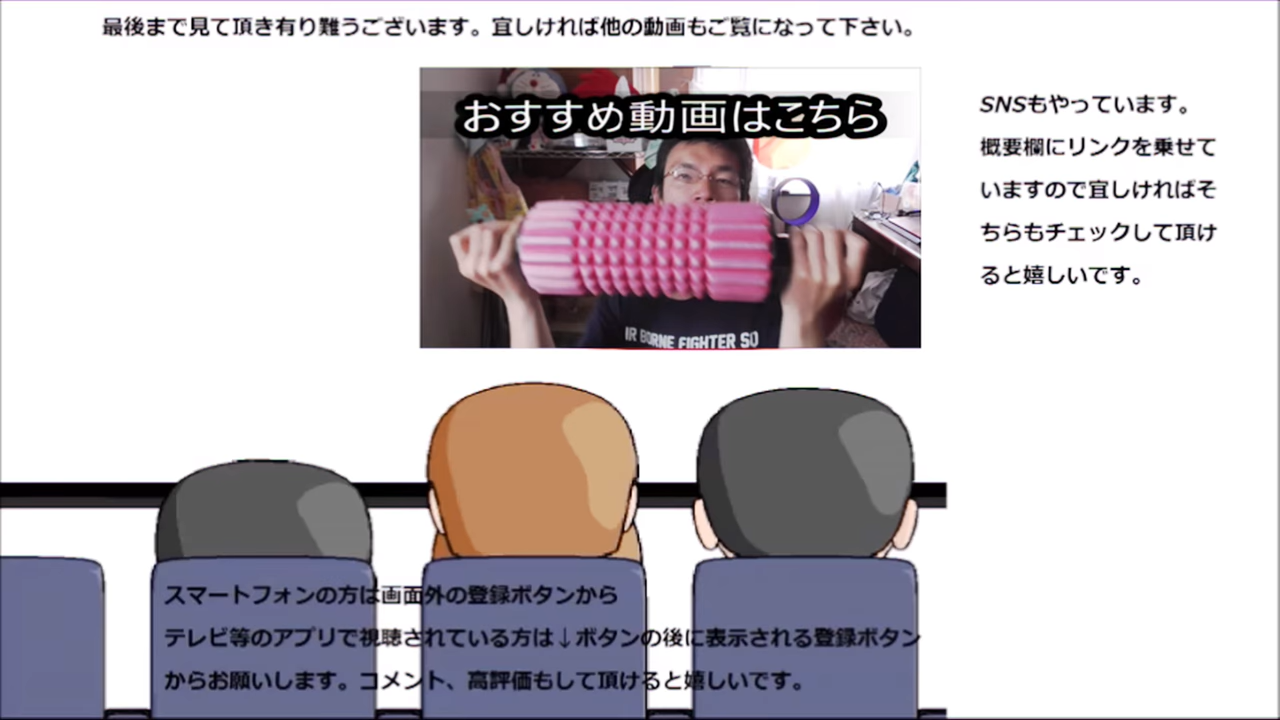 最後まで見て頂き有り難うございます。宜しければ他の動画もご覧になって下さい。
おすすめ動画はこちら
IR BORNE FIGHTER SO
SNSもやっています。
概要欄にリンクを乗せて
いますので宜しければそ
ちらもチェックして頂け
ると嬉しいです。
スマートフォンの方は画面外の登録ボタンから
テレビ等のアプリで視聴されている方は↓ボタンの後に表示される登録ボタン
からお願いします。コメント、高評価もして頂けると嬉しいです。